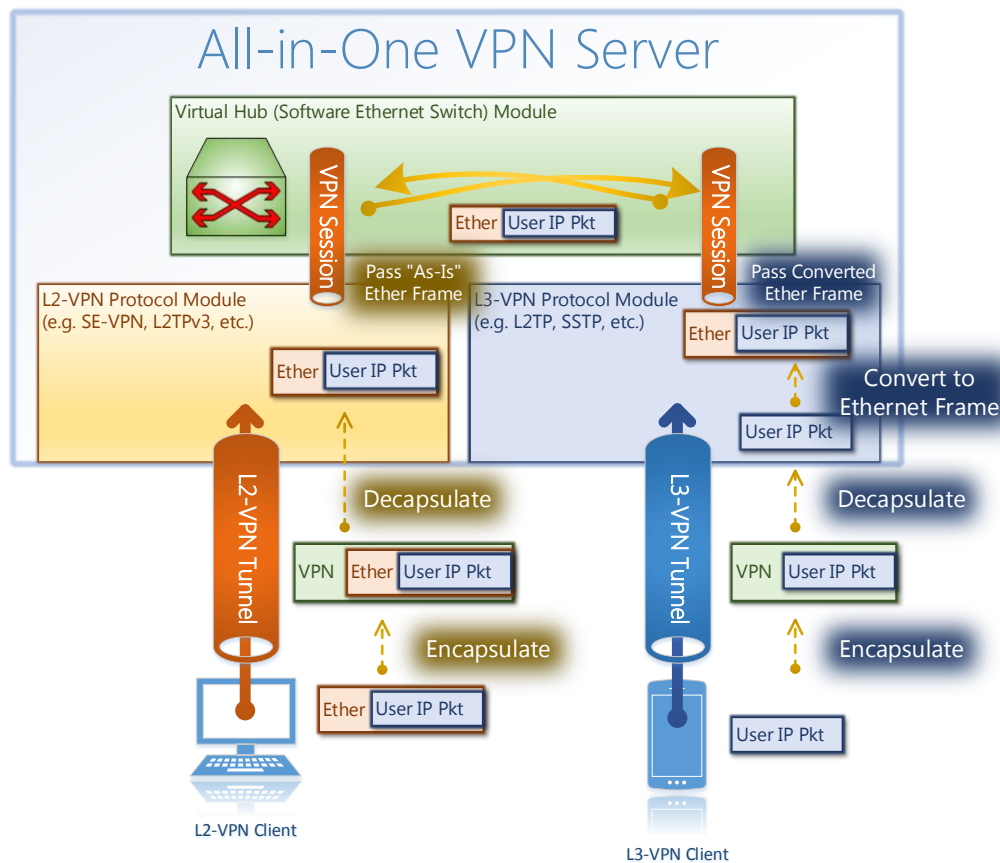 All-in-One VPN Server
Virtual Hub (Software Ethernet Switch) Module
VPN Session
VPN Session
Ether
User IP Pkt
Pass "As-Is"
Ether Frame
Pass Converted
Ether Frame
L2-VPN Protocol Module
(e.g. SE-VPN, L2TPv3, etc.)
L3-VPN Protocol Module
(e.g. L2TP, SSTP, etc.)
Ether
User IP Pkt
Ether
User IP Pkt
Convert to
Ethernet Frame
User IP Pkt
L2-VPN Tunnel
Decapsulate
L3-VPN Tunnel
Decapsulate
VPN
Ether
User IP Pkt
VPN
User IP Pkt
Encapsulate
Encapsulate
Ether
User IP Pkt
User IP Pkt
L2-VPN Client
L3-VPN Client